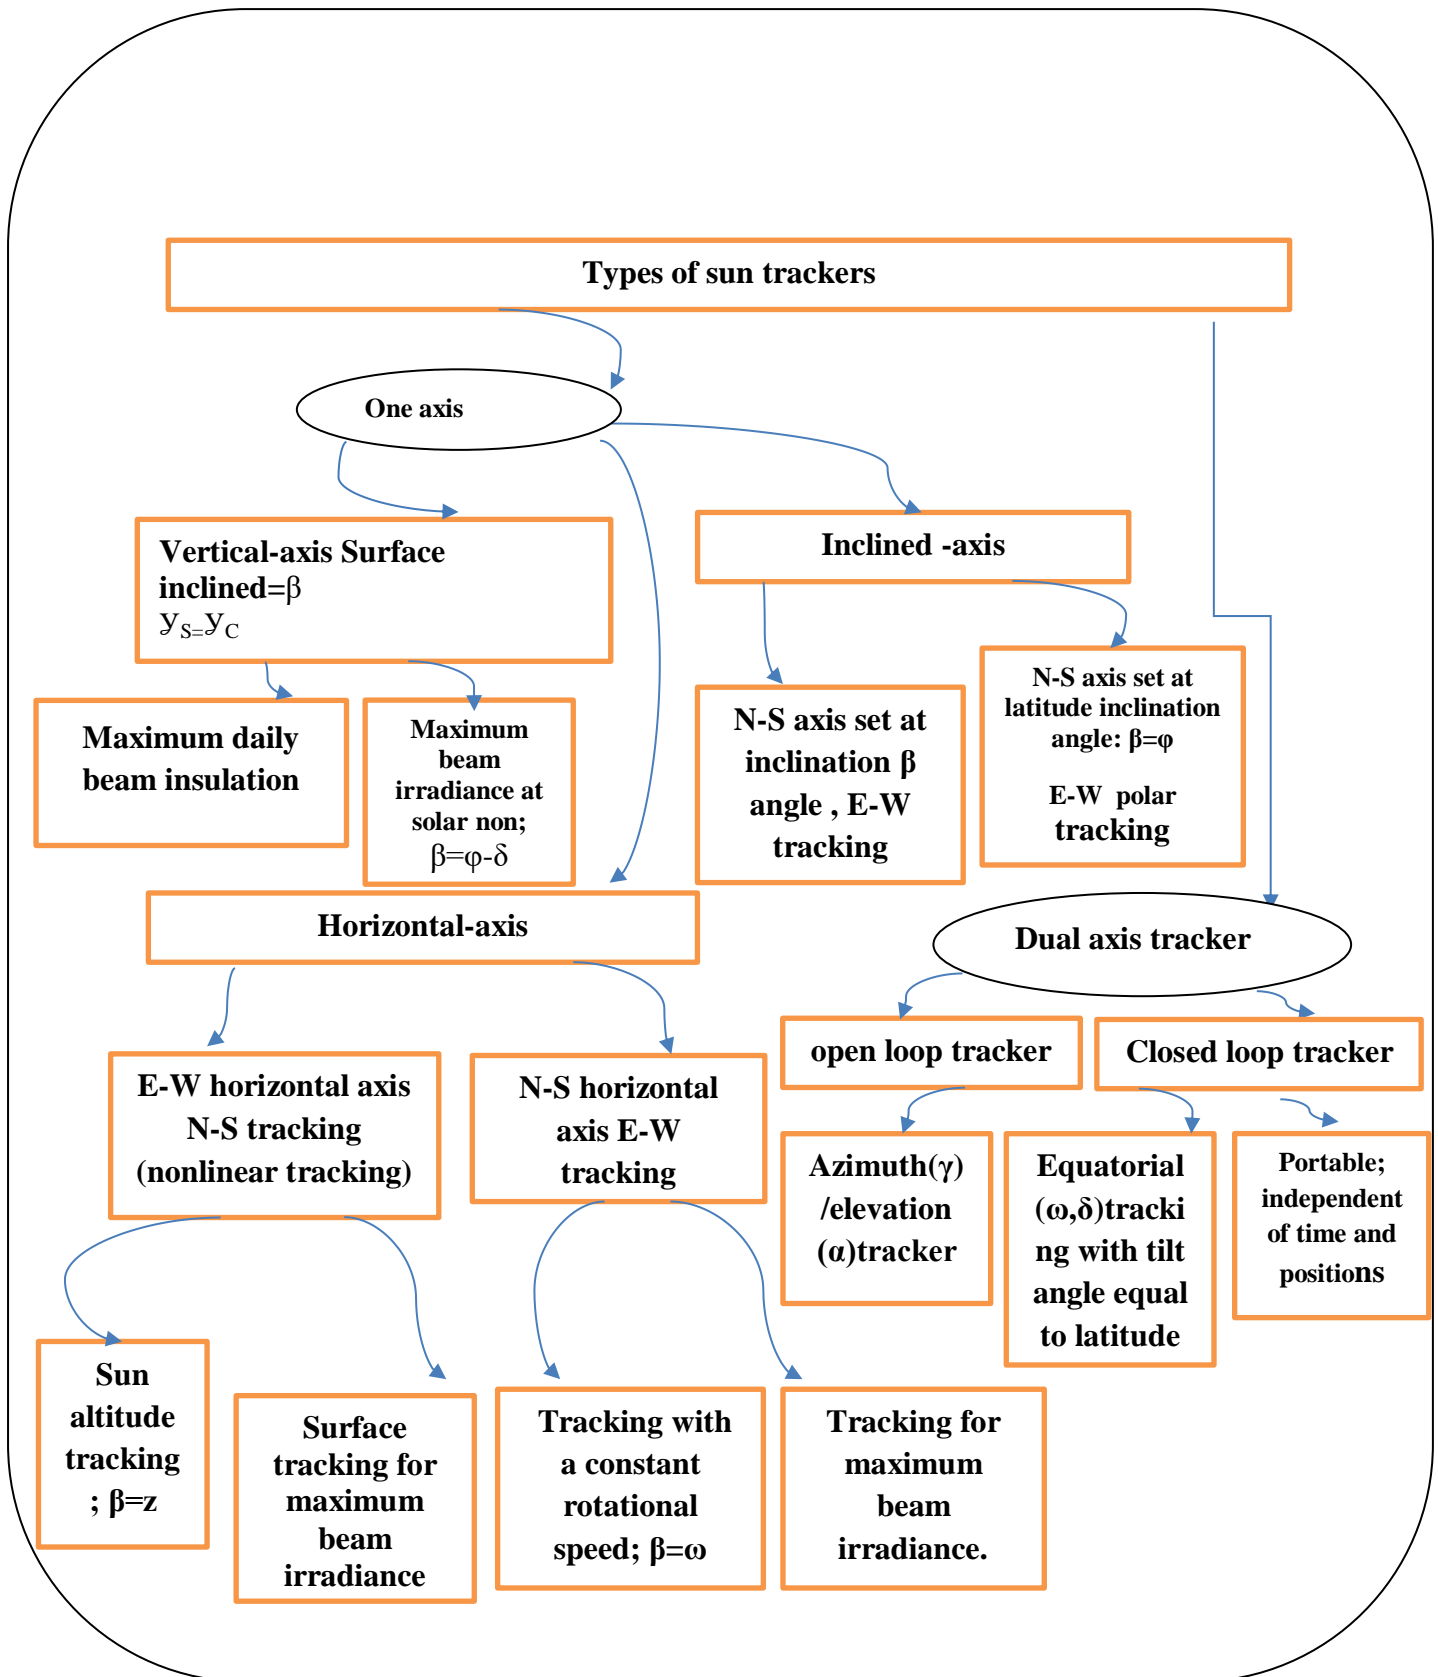 Types of sun trackers
One axis
Vertical-axis Surface
inclined=β
yS=yC
Inclined -axis
Maximum daily
beam insulation
Maximum
beam
irradiance at
solar non;
β=φ-δ
N-S axis set at
inclination β
angle , E-W
tracking
N-S axis set at
latitude inclination
angle: β=φ
E-W polar
tracking
Horizontal-axis
Dual axis tracker
open loop tracker
Closed loop tracker
E-W horizontal axis
N-S tracking
(nonlinear tracking)
N-S horizontal
axis E-W
tracking
Azimuth(γ)
/elevation
(α)tracker
Equatorial
(ω,δ)tracki
ng with tilt
angle equal
to latitude
Portable;
independent
of time and
positions
Sun
altitude
tracking
; β=z
Surface
tracking for
maximum
beam
irradiance
Tracking with
a constant
rotational
speed; β=ω
Tracking for
maximum
beam
irradiance.